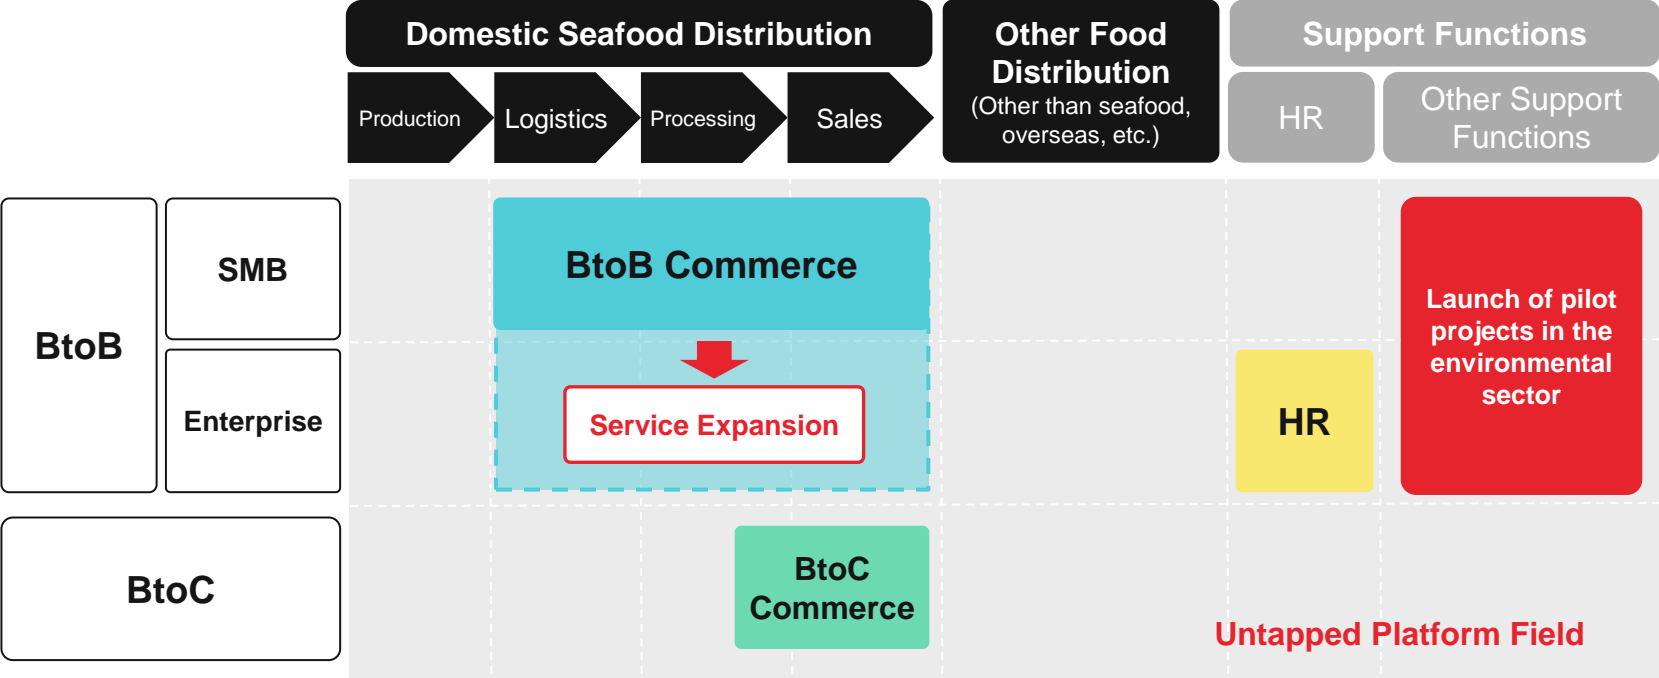 Domestic Seafood Distribution
Other Food
Distribution
(Other than seafood,
overseas, etc.)
Support Functions
Production
Logistics
Processing
Sales
HR
Other Support
Functions
BtoB
SMB
Enterprise
BtoC
BtoB Commerce
Service Expansion
HR
Launch of pilot
projects in the
environmental
sector
BtoC
Commerce
Untapped Platform Field